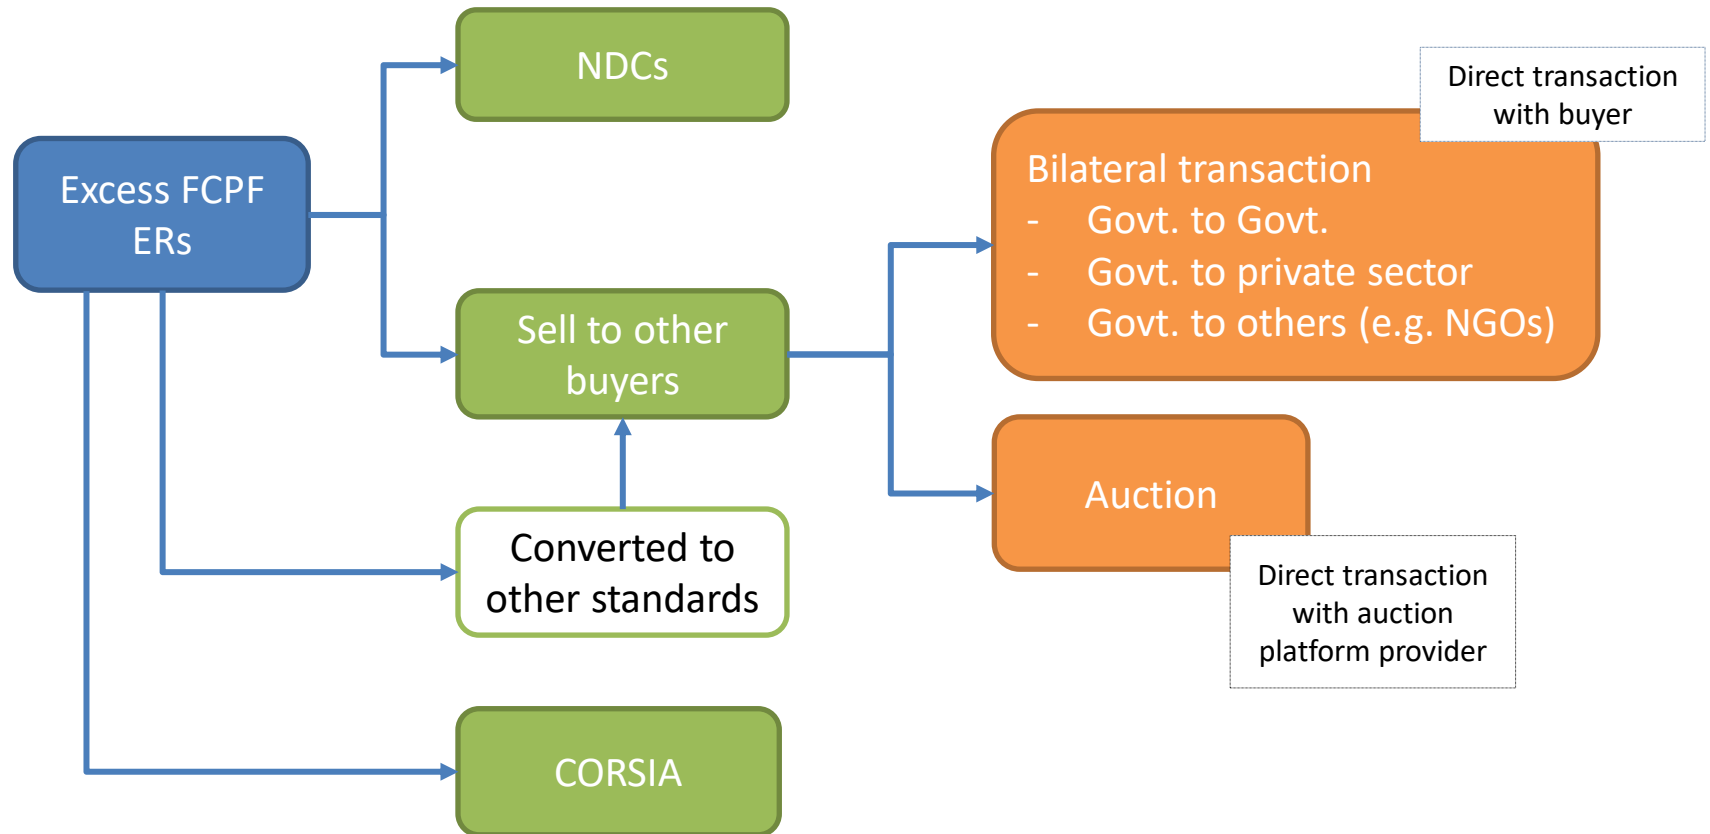 NDCs
Direct transaction
with buyer
Excess FCPF
ERs
Bilateral transaction
- Govt. to Govt.
- Govt. to private sector
- Govt. to others (e.g. NGOs)
Sell to other
buyers
Auction
Converted to
other standards
Direct transaction
with auction
platform provider
CORSIA